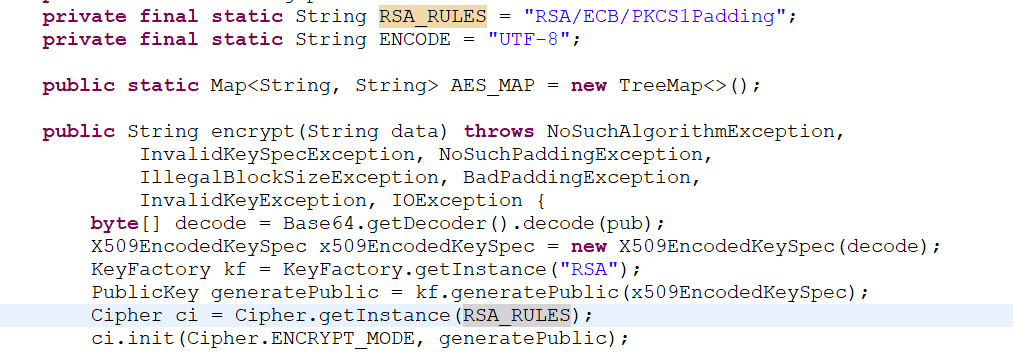 private final static String RSA_RULES = "RSA/ECB/PKCS1Padding";
private final static String ENCODE = "UTF-8";
public static Map<String, String> AES_MAP = new TreeMap<>();
public String encrypt(String data) throws NoSuchAlgorithmException,
InvalidKeySpecException, NoSuchPaddingException,
IllegalBlockSizeException, BadPaddingException,
InvalidKeyException, IOException {
byte[] decode = Base64.getDecoder().decode(pub);
X509EncodedKeySpec x509EncodedKeySpec = new X509EncodedKeySpec(decode);
KeyFactory kf = KeyFactory.getInstance("RSA");
PublicKey generatePublic = kf.generatePublic(x509EncodedKeySpec);
Cipher ci = Cipher.getInstance(RSA_RULES);
ci.init(Cipher.ENCRYPT_MODE, generatePublic);